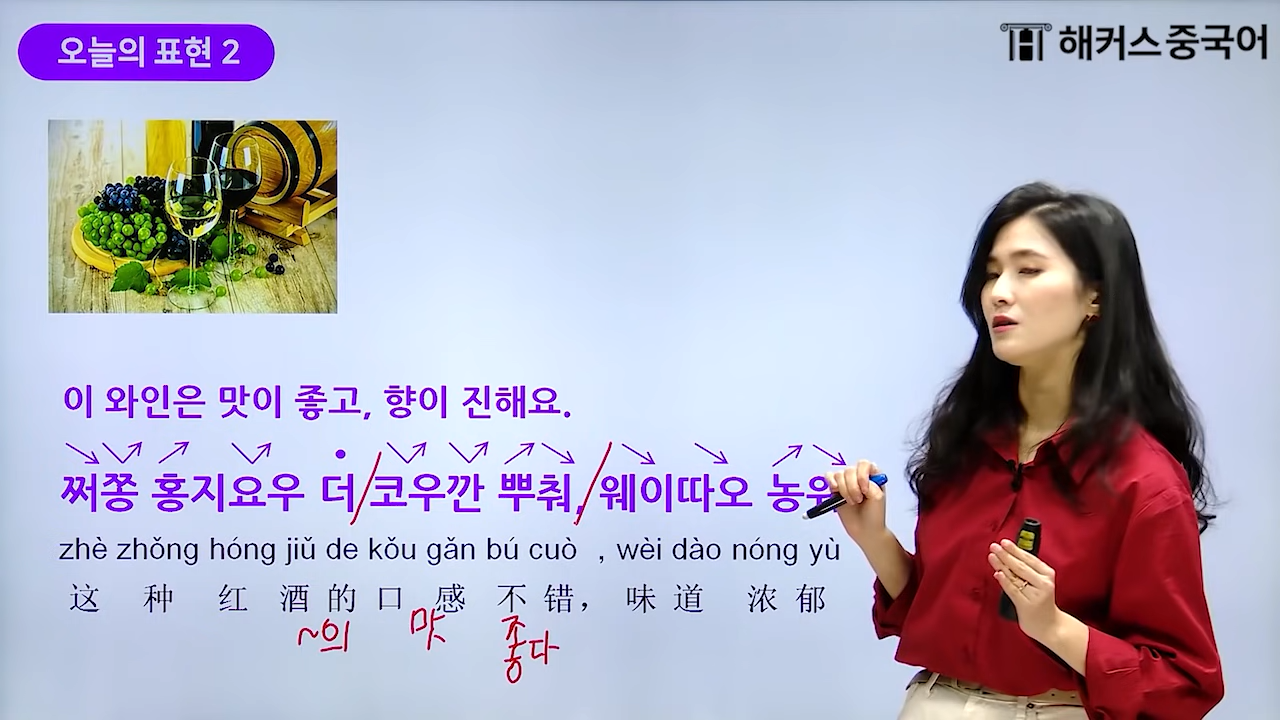 오늘의 표현 2
해커스중국어
이 와인은 맛이 좋고, 향이 진해요.
쩌쫑 홍지요우 더 코우깐 뿌춰, 웨이따오 농위
zhè zhǒng hóng jiǔ de kǒu gǎn bú cuò , wèi dào nóng yù
这 种 红 酒 的 口 感 不 错， 味 道 浓 郁
~의 맛 좋다